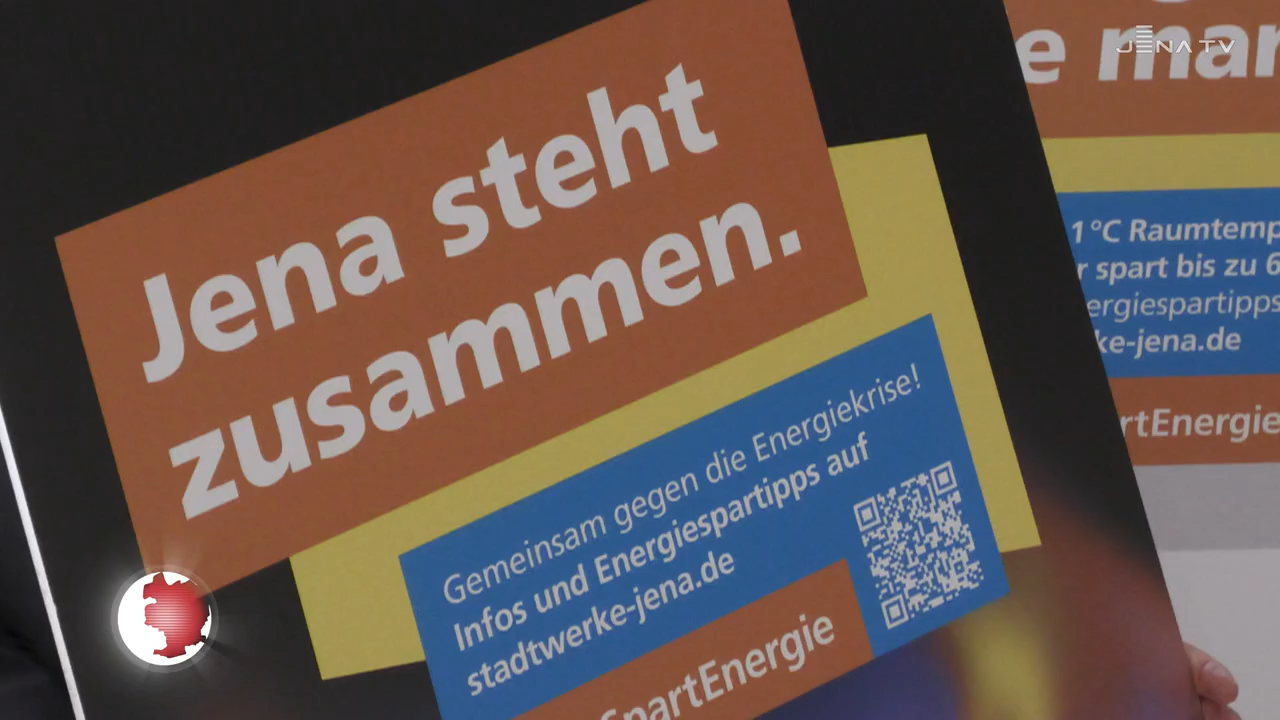 JENA TV
Jena steht
zusammen.
Gemeinsam gegen die Energiekrise!
Infos und Energiespartipps auf
stadtwerke-jena.de
SpartEnergie
e mar
1 °C Raumtemp
r spart bis zu 6
ergiespartipps
ke-jena.de
rtEnergie